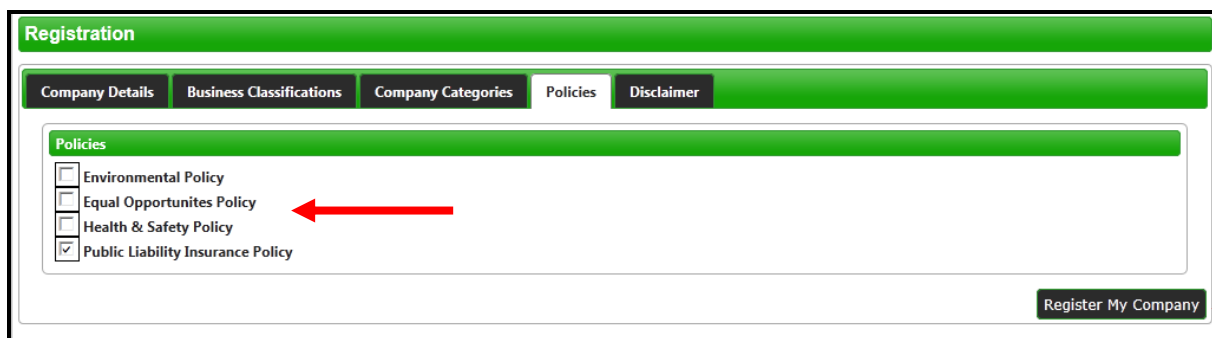 Registration
Company Details Business Classifications Company Categories Policies Disclaimer
Policies
Environmental Policy
Equal Opportunites Policy
Health & Safety Policy
Public Liability Insurance Policy
Register My Company